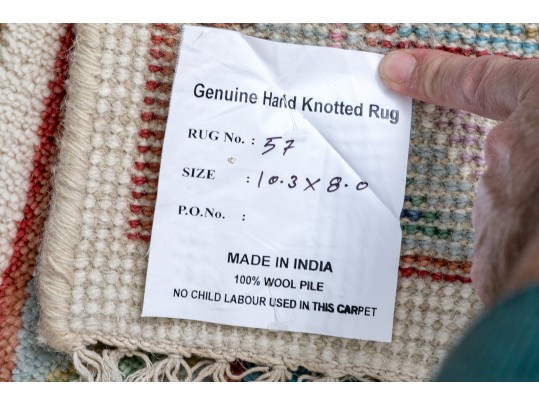 Genuine Hand Knotted Rug
RUG No. : 57
SIZE : 10.3 x 8.0
P.O.No. :
MADE IN INDIA
100% WOOL PILE
NO CHILD LABOUR USED IN THIS CARPET